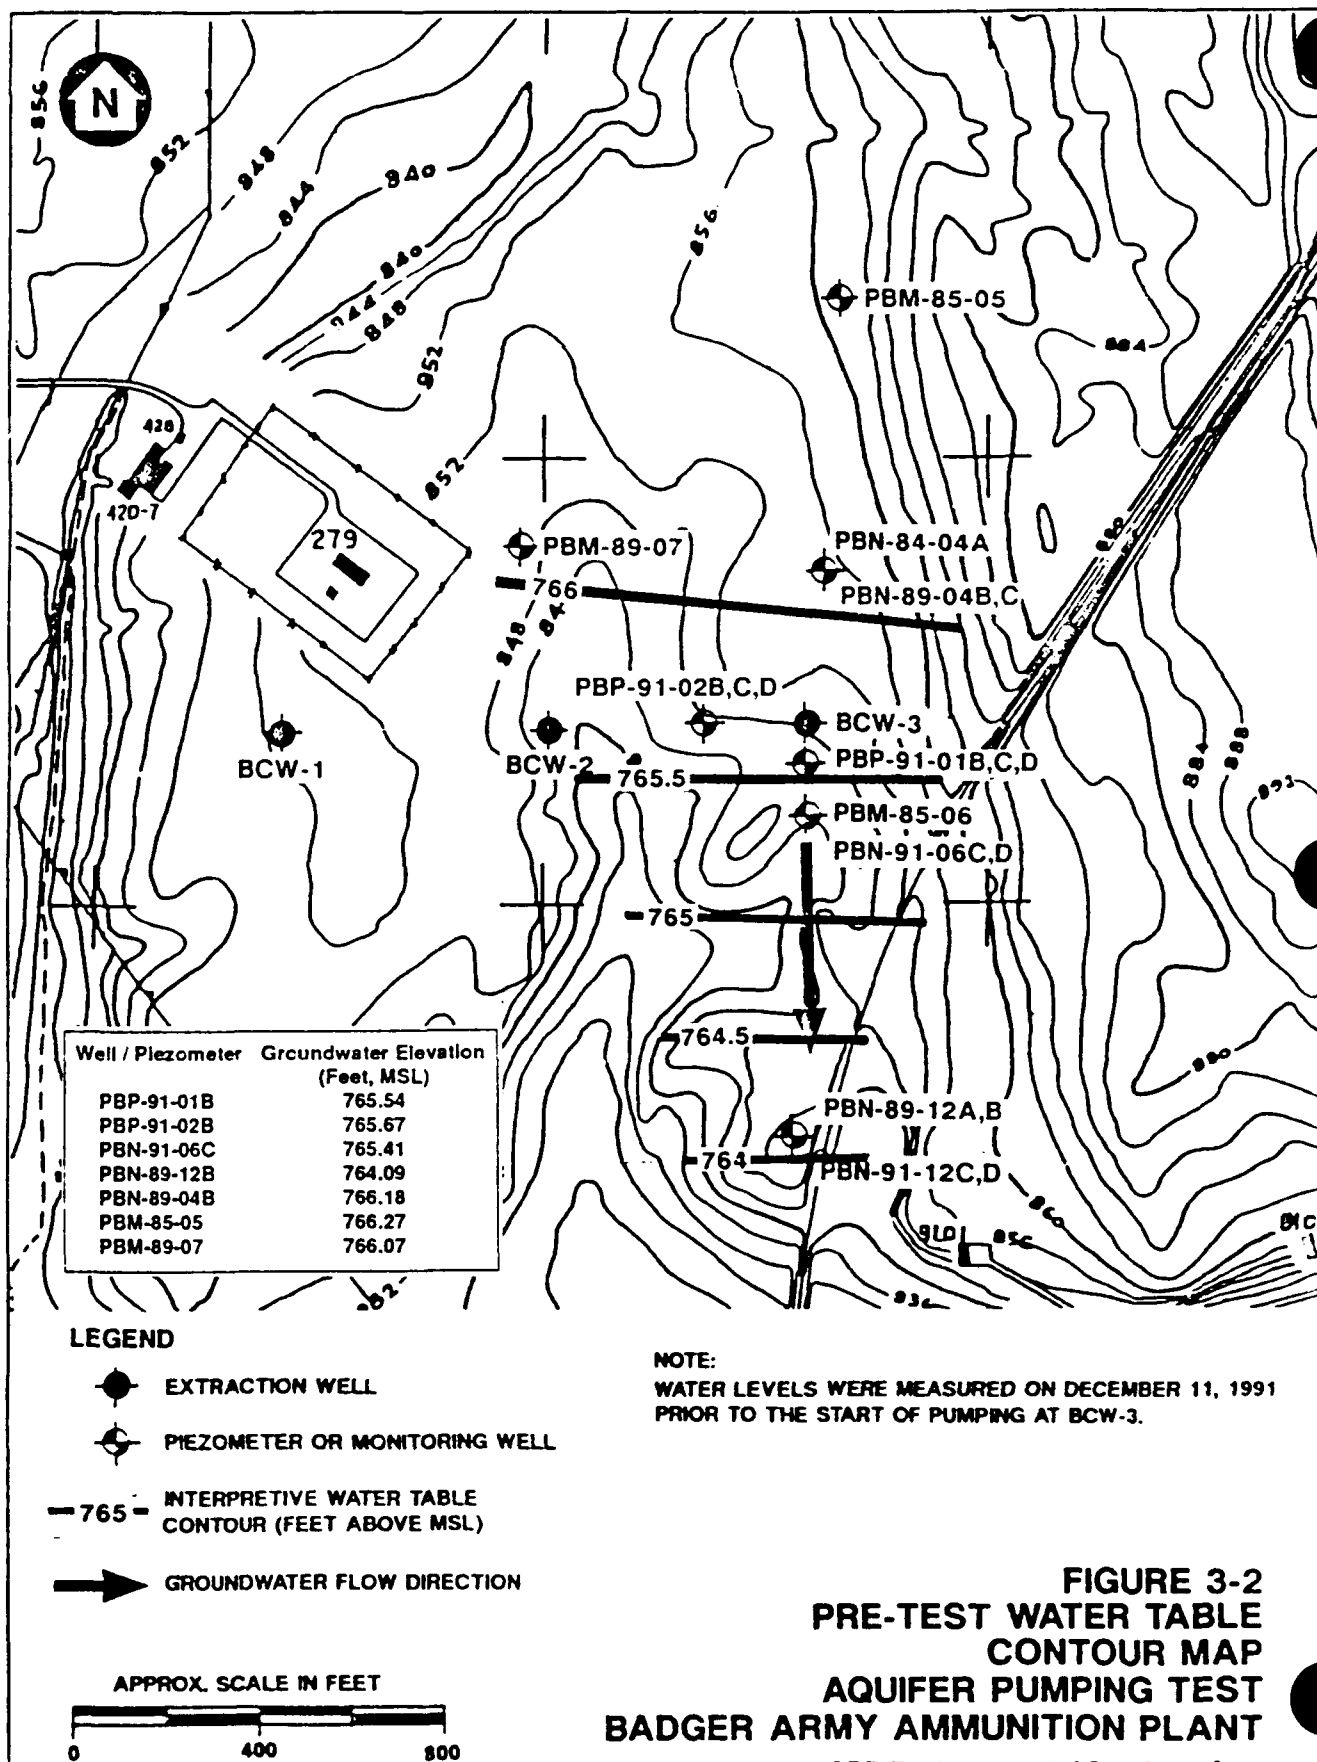 N
856
852
848
844
840
840
844
848
852
856
PBM-85-05
884
428
420-7
279
852
PBM-89-07
PBN-84-04A
PBN-89-04B,C
890
766
848
PBP-91-02B,C,D
BCW-3
BCW-1
BCW-2
PBP-91-01B,C,D
765.5
884
888
892
PBM-85-06
PBN-91-06C,D
765
764.5
880
PBN-89-12A,B
764
PBN-91-12C,D
860
856
Well / Piezometer Groundwater Elevation
(Feet, MSL)
PBP-91-01B 765.54
PBP-91-02B 765.67
PBN-91-06C 765.41
PBN-89-12B 764.09
PBN-89-04B 766.18
PBM-85-05 766.27
PBM-89-07 766.07
LEGEND
EXTRACTION WELL
PIEZOMETER OR MONITORING WELL
765 INTERPRETIVE WATER TABLE
CONTOUR (FEET ABOVE MSL)
GROUNDWATER FLOW DIRECTION
NOTE:
WATER LEVELS WERE MEASURED ON DECEMBER 11, 1991
PRIOR TO THE START OF PUMPING AT BCW-3.
APPROX. SCALE IN FEET
0 400 800
FIGURE 3-2
PRE-TEST WATER TABLE
CONTOUR MAP
AQUIFER PUMPING TEST
BADGER ARMY AMMUNITION PLANT